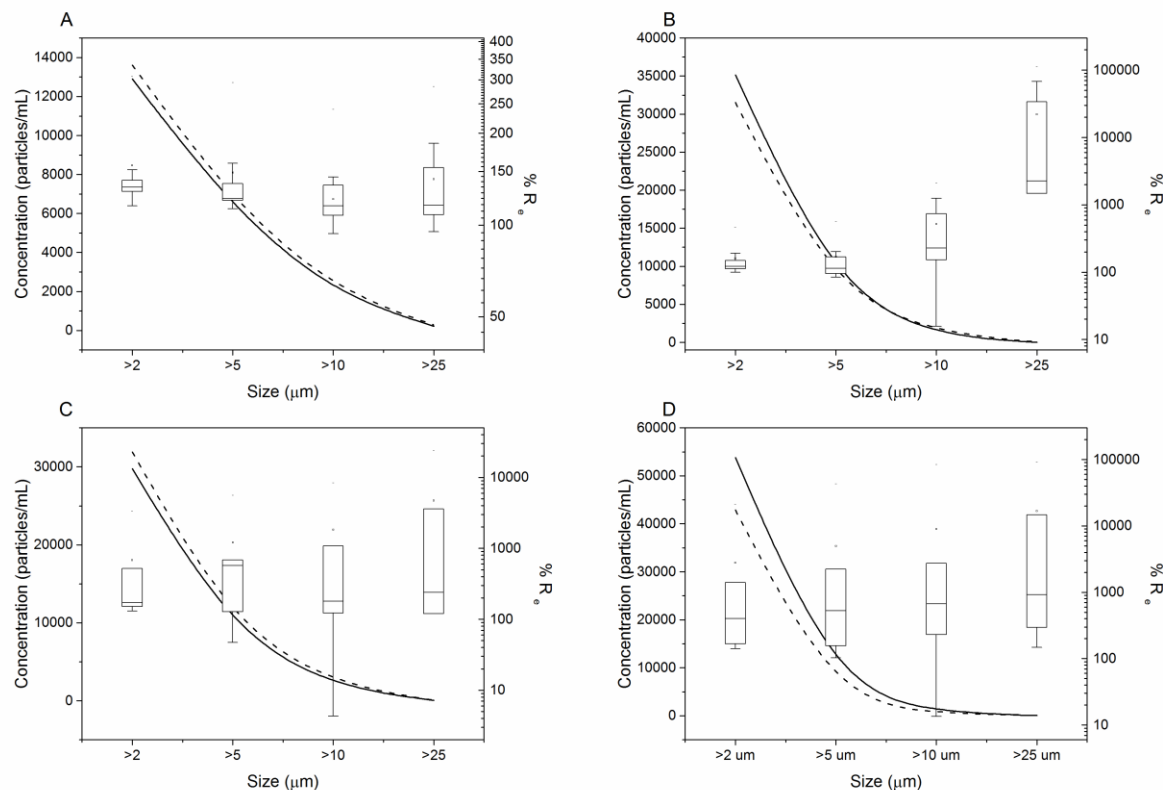 A
Concentration (particles/mL)
14000
12000
10000
8000
6000
4000
2000
0
400
350
300
250
200
150
100
50
% Re
>2 >5 >10 >25
Size (μm)
B
Concentration (particles/mL)
40000
35000
30000
25000
20000
15000
10000
5000
0
100000
10000
1000
100
10
% Re
>2 >5 >10 >25
Size (μm)
C
Concentration (particles/mL)
30000
20000
10000
0
10000
1000
100
10
% Re
>2 >5 >10 >25
Size (μm)
D
Concentration (particles/mL)
60000
50000
40000
30000
20000
10000
0
100000
10000
1000
100
10
% Re
>2 um >5 um >10 um >25 um
Size (μm)